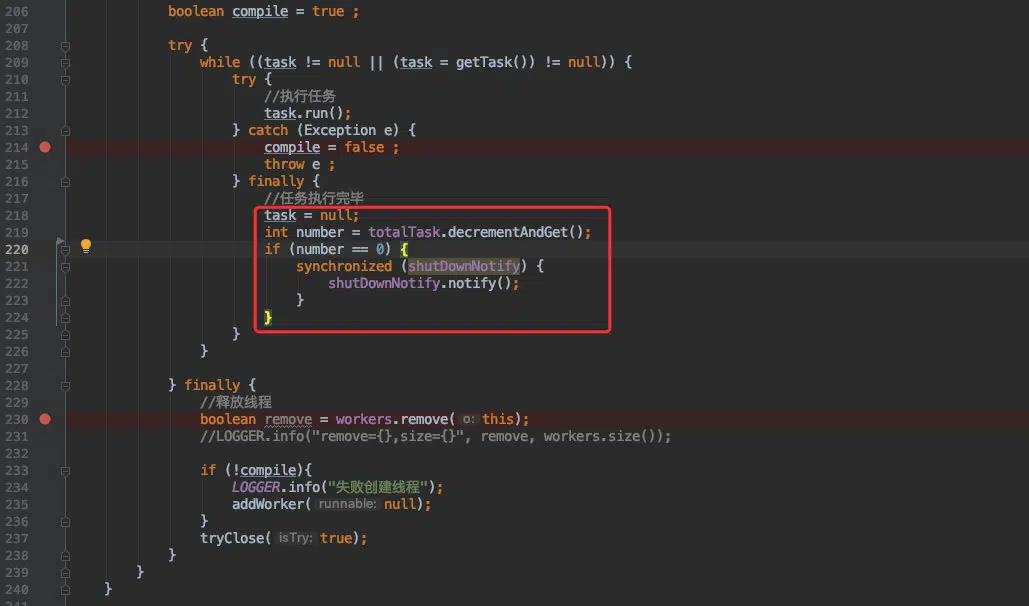 206 boolean compile = true ;
207
208 try {
209 while ((task != null || (task = getTask()) != null)) {
210 try {
211 //执行任务
212 task.run();
213 } catch (Exception e) {
214 compile = false ;
215 throw e ;
216 } finally {
217 //任务执行完毕
218 task = null;
219 int number = totalTask.decrementAndGet();
220 if (number == 0) {
221 synchronized (shutDownNotify) {
222 shutDownNotify.notify();
223 }
224 }
225 }
226 }
227
228 } finally {
229 //释放线程
230 boolean remove = workers.remove( o: this);
231 //LOGGER.info("remove={},size={}", remove, workers.size());
232
233 if (!compile){
234 LOGGER.info("失败创建线程");
235 addWorker( runnable: null);
236 }
237 tryClose( isTry: true);
238 }
239 }
240 }
241